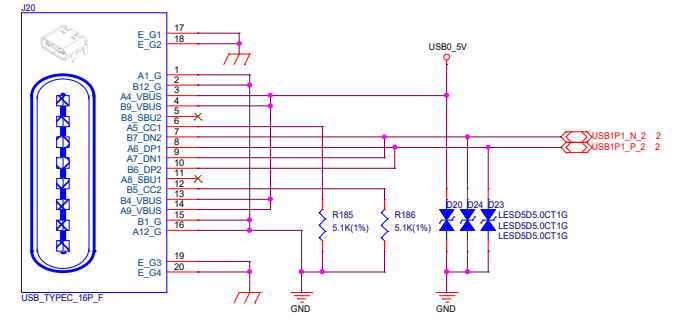 J20
E_G1 17
E_G2 18
USB0_5V
A1_G 1
B12_G 2
A4_VBUS 3
B9_VBUS 4
B8_SBU2 5
A5_CC1 6
B7_DN2 7
USB1P1_N_2 2
A6_DP1 8
USB1P1_P_2 2
A7_DN1 9
B6_DP2 10
A8_SBU1 11
B5_CC2 12
B4_VBUS 13
A9_VBUS 14
B1_G 15
A12_G 16
D20 D24 D23
R185 R186 LESD5D5.0CT1G
5.1K(1%) 5.1K(1%) LESD5D5.0CT1G
LESD5D5.0CT1G
E_G3 19
E_G4 20
USB_TYPEC_16P_F
GND GND